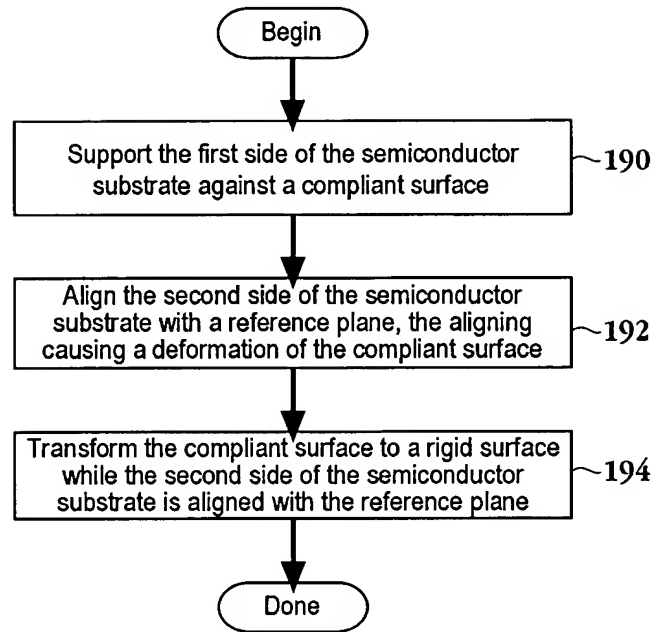 Begin
Support the first side of the semiconductor
substrate against a compliant surface
190
Align the second side of the semiconductor
substrate with a reference plane, the aligning
causing a deformation of the compliant surface
192
Transform the compliant surface to a rigid surface
while the second side of the semiconductor
substrate is aligned with the reference plane
194
Done